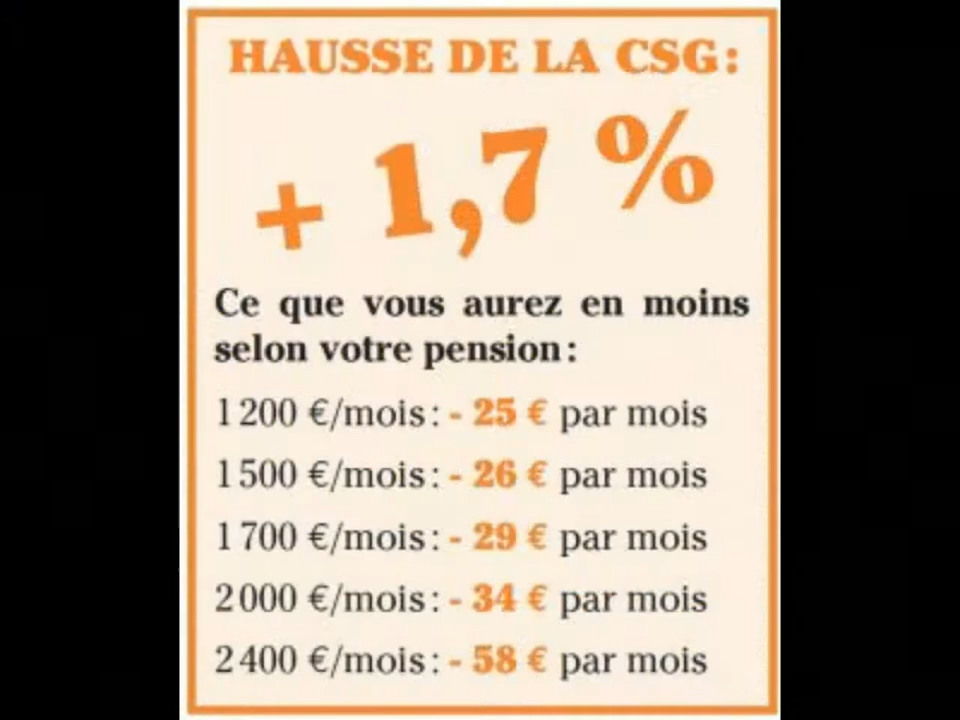 HAUSSE DE LA CSG:
+ 1,7 %
Ce que vous aurez en moins
selon votre pension:
1 200 €/mois: - 25 € par mois
1 500 €/mois: - 26 € par mois
1 700 €/mois: - 29 € par mois
2 000 €/mois: - 34 € par mois
2 400 €/mois: - 58 € par mois